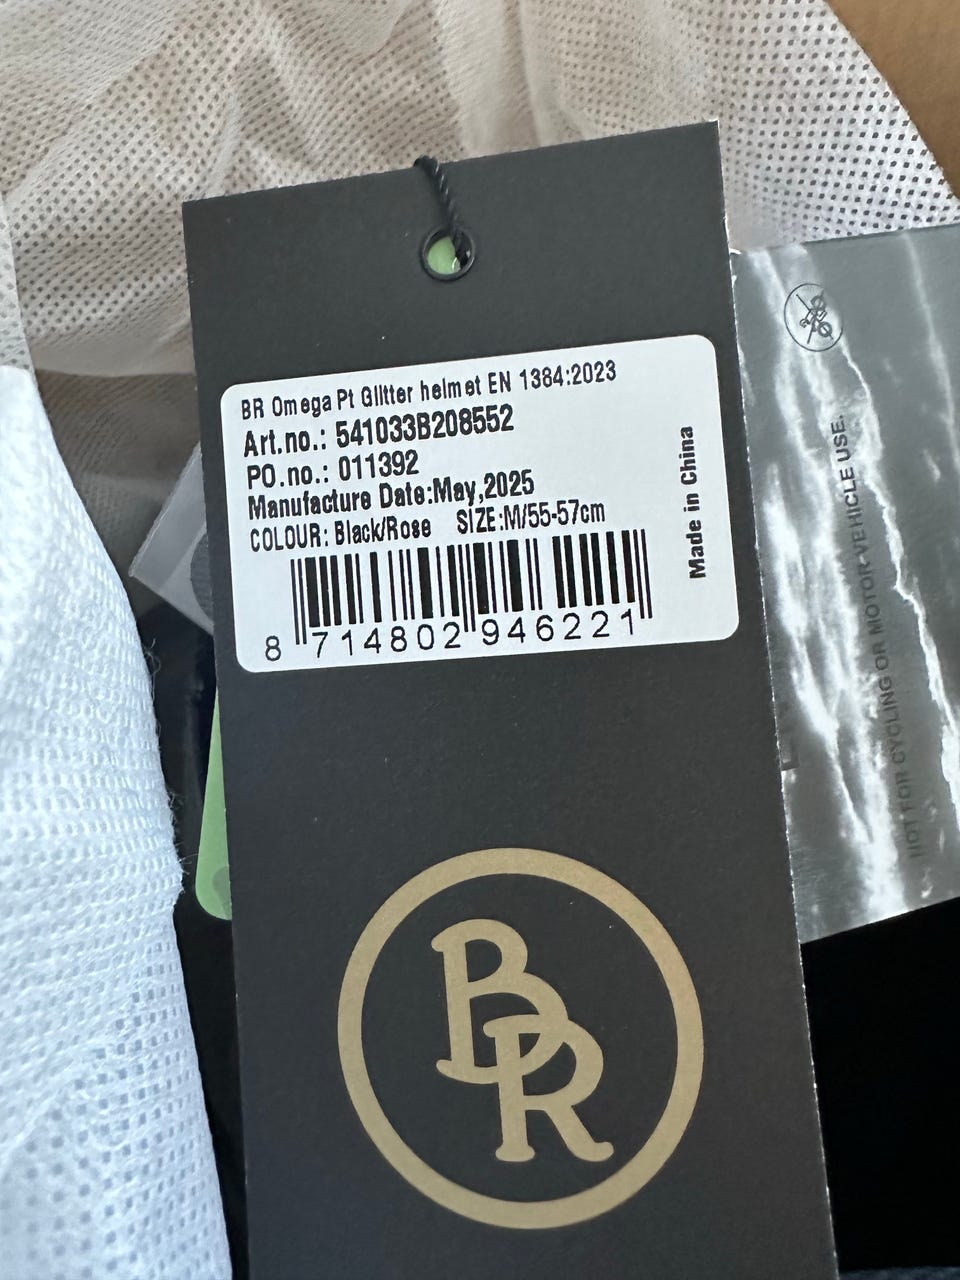 BR Omega Pt Glitter helmet EN 1384:2023
Art.no.: 541033B208552
PO.no.: 011392
Manufacture Date:May,2025
COLOUR: Black/Rose SIZE:M/55-57cm
8 714802 946221
Made in China
BR
NOT FOR CYCLING OR MOTOR VEHICLE USE.